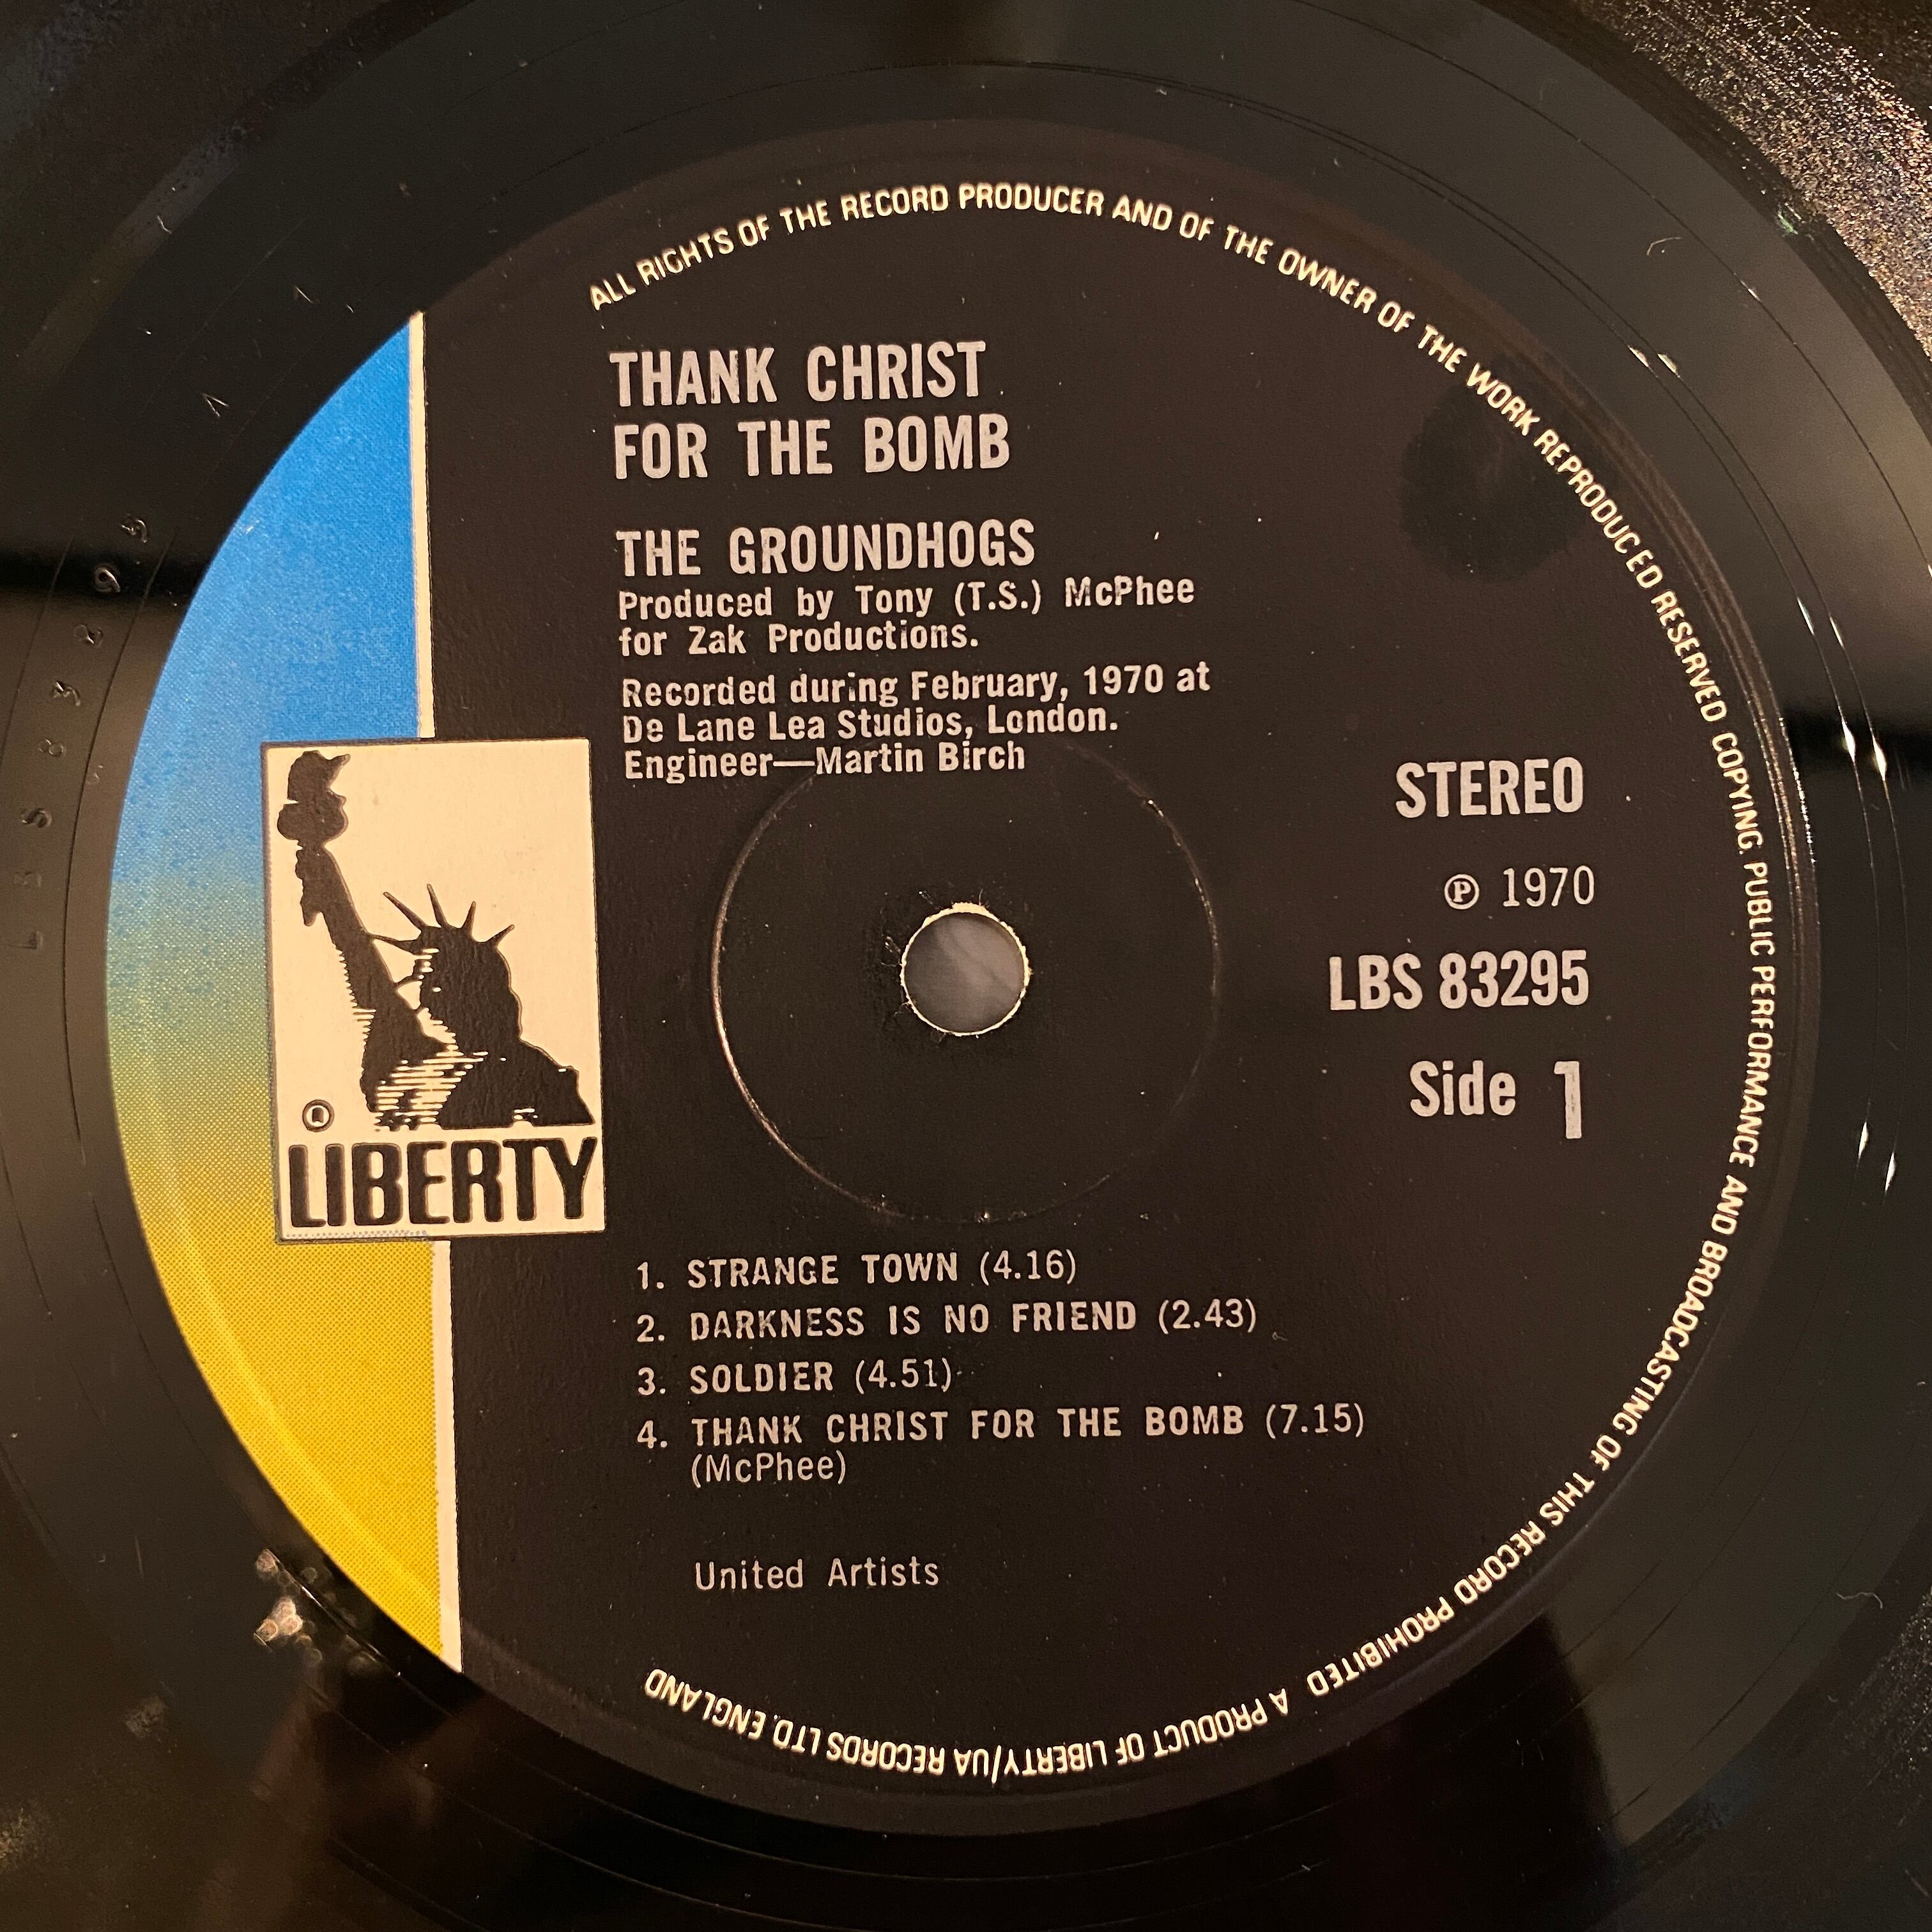 ALL RIGHTS OF THE RECORD PRODUCER AND OF THE OWNER OF THE WORK REPRODUCED RESERVED COPYING, PUBLIC PERFORMANCE AND BROADCASTING OF THIS RECORD PROHIBITED A PRODUCT OF LIBERTY/UA RECORDS LTD. ENGLAND
THANK CHRIST
FOR THE BOMB
THE GROUNDHOGS
Produced by Tony (T.S.) McPhee
for Zak Productions.
Recorded during February, 1970 at
De Lane Lea Studios, London.
Engineer—Martin Birch
STEREO
℗ 1970
LBS 83295
Side 1
®
LIBERTY
1. STRANGE TOWN (4.16)
2. DARKNESS IS NO FRIEND (2.43)
3. SOLDIER (4.51)
4. THANK CHRIST FOR THE BOMB (7.15)
(McPhee)
United Artists